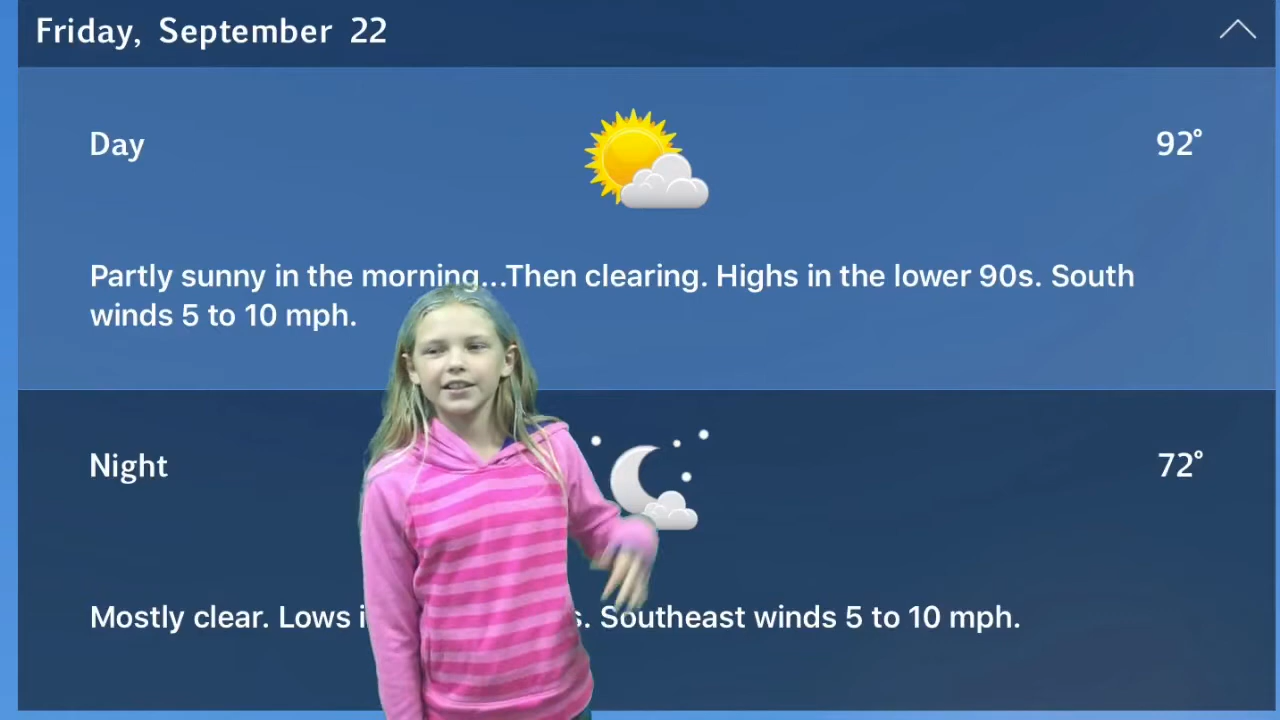 Friday, September 22
Day
92°
Partly sunny in the morning...Then clearing. Highs in the lower 90s. South
winds 5 to 10 mph.
Night
72°
Mostly clear. Lows s. Southeast winds 5 to 10 mph.